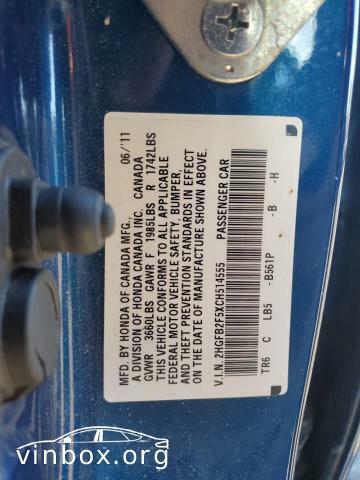 MFD. BY HONDA OF CANADA MFG.,
A DIVISION OF HONDA CANADA INC. CANADA 06/'11
GVWR 3660LBS GAWR F 1985LBS R 1742LBS
THIS VEHICLE CONFORMS TO ALL APPLICABLE
FEDERAL MOTOR VEHICLE SAFETY, BUMPER,
AND THEFT PREVENTION STANDARDS IN EFFECT
ON THE DATE OF MANUFACTURE SHOWN ABOVE.
V.I.N. 2HGFB2F5XCH514555 PASSENGER CAR
TR6 C LB5 -B561P -B -H
vinbox.org